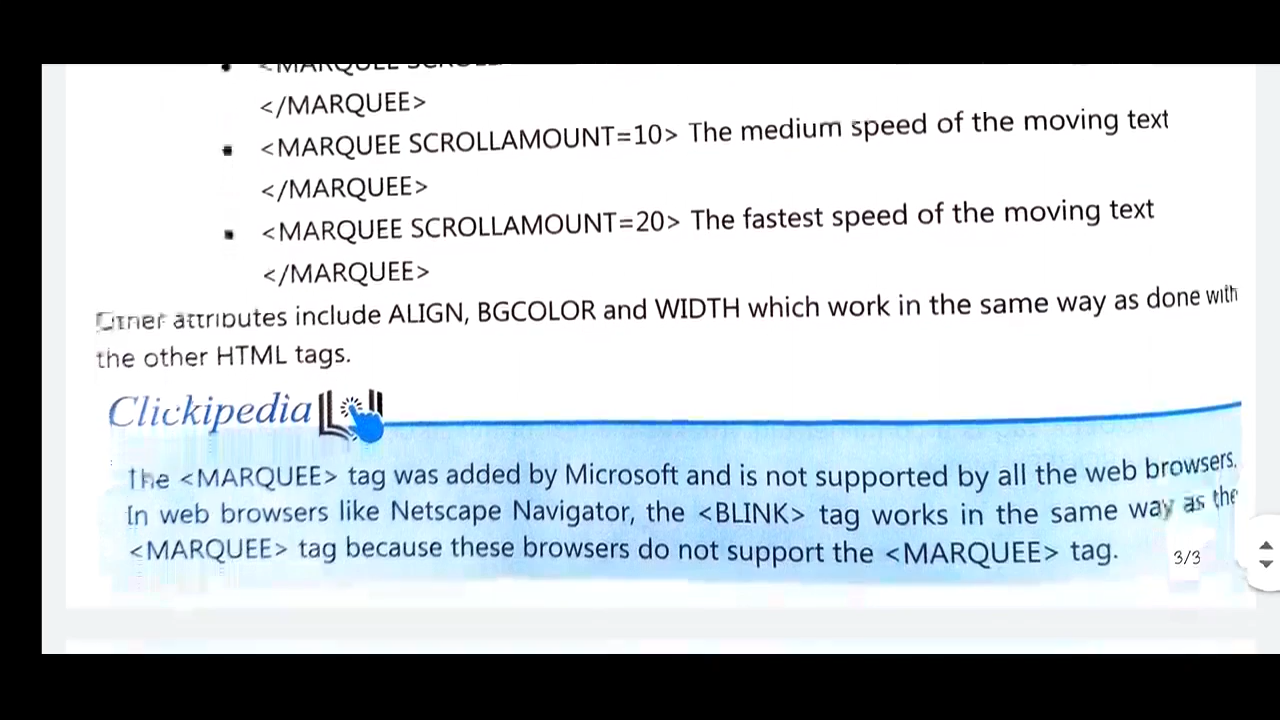 <MARQUEE
</MARQUEE>
<MARQUEE SCROLLAMOUNT=10> The medium speed of the moving text
</MARQUEE>
<MARQUEE SCROLLAMOUNT=20> The fastest speed of the moving text
</MARQUEE>
Other attributes include ALIGN, BGCOLOR and WIDTH which work in the same way as done with
the other HTML tags.
Clickipedia
The <MARQUEE> tag was added by Microsoft and is not supported by all the web browsers.
In web browsers like Netscape Navigator, the <BLINK> tag works in the same way as the
<MARQUEE> tag because these browsers do not support the <MARQUEE> tag.
3/3